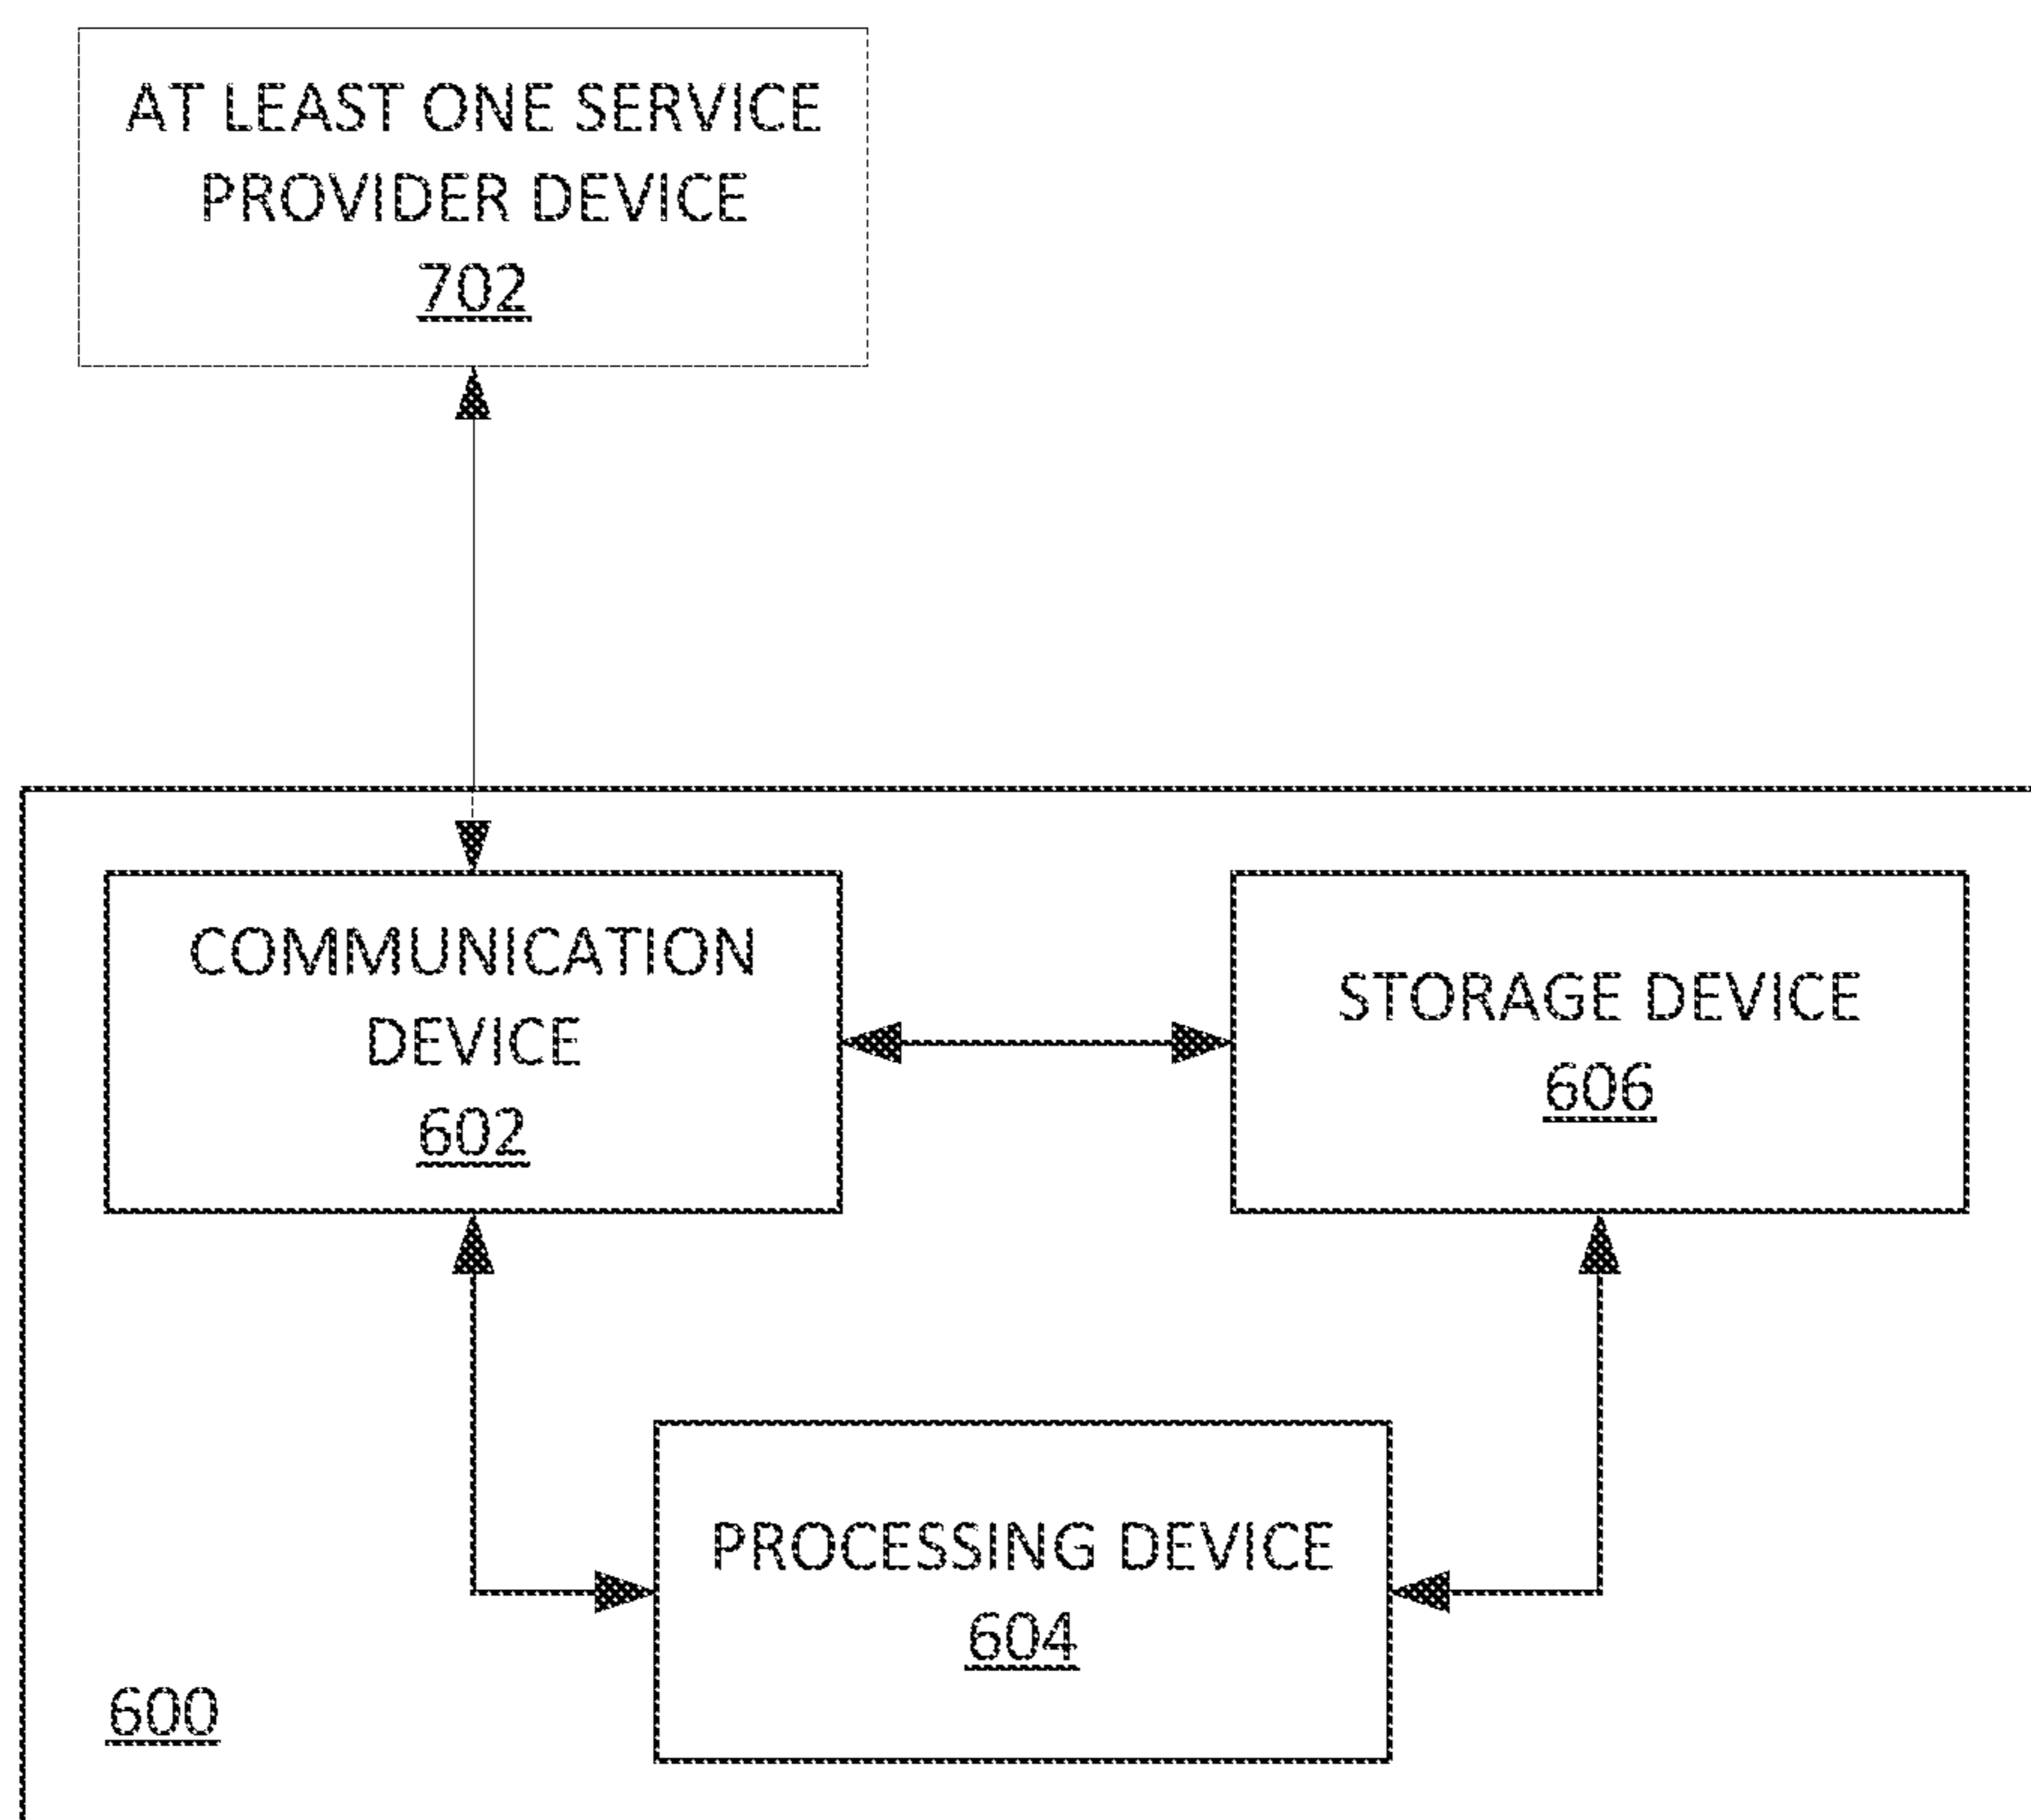 AT LEAST ONE SERVICE
PROVIDER DEVICE
702
COMMUNICATION
DEVICE
602
STORAGE DEVICE
606
PROCESSING DEVICE
604
600